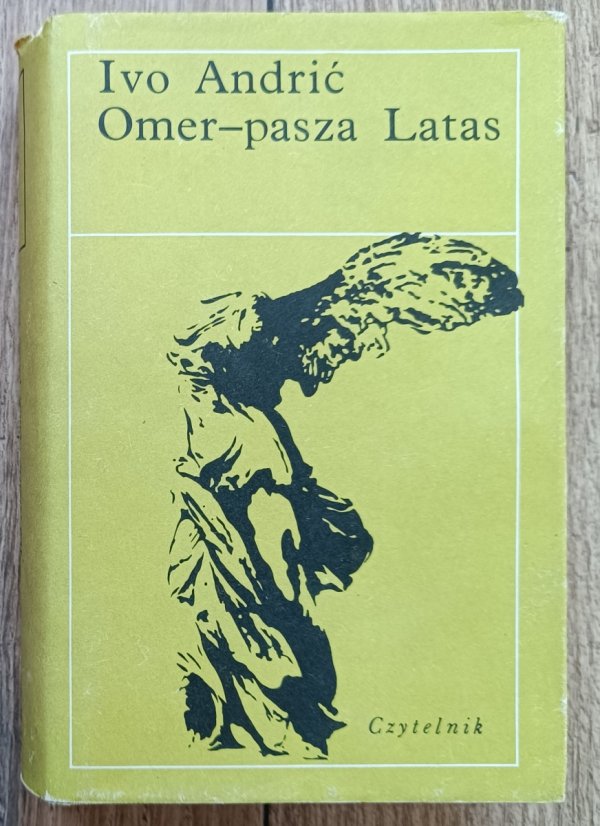 Ivo Andrić
Omer–pasza Latas
Czytelnik